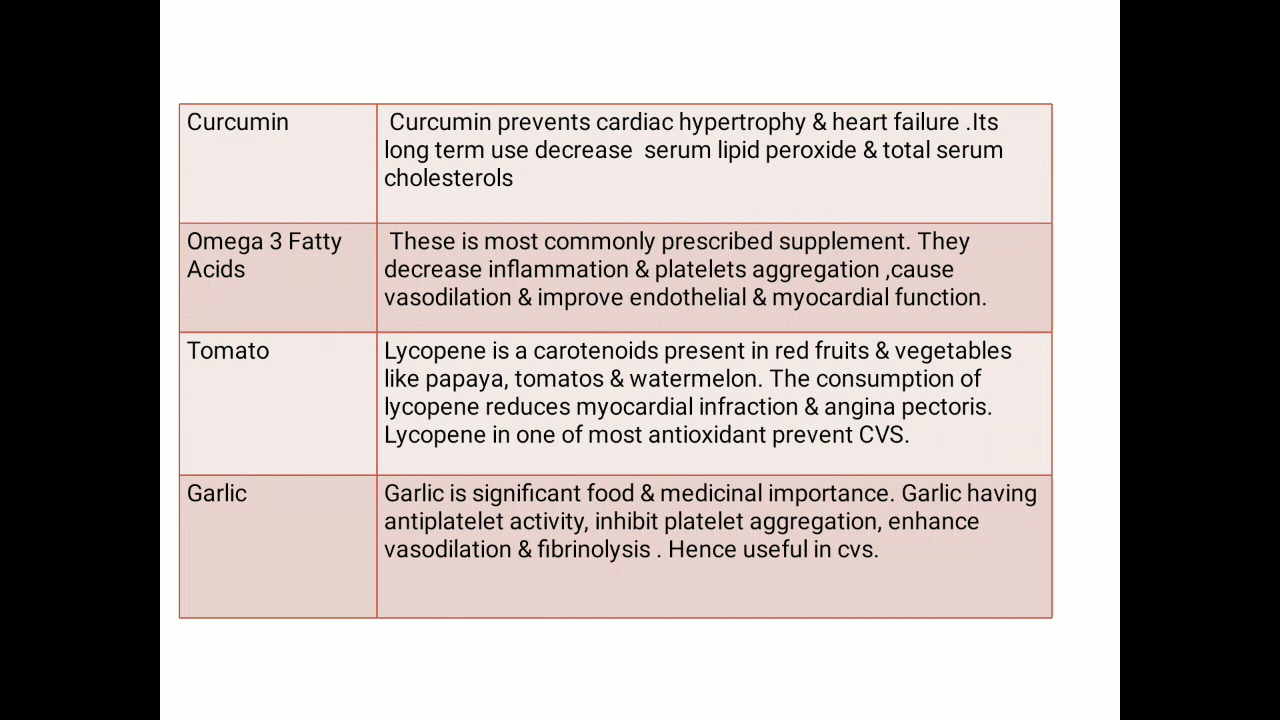 Curcumin
Curcumin prevents cardiac hypertrophy & heart failure .Its
long term use decrease  serum lipid peroxide & total serum
cholesterols
Omega 3 Fatty
Acids
These is most commonly prescribed supplement. They
decrease inflammation & platelets aggregation ,cause
vasodilation & improve endothelial & myocardial function.
Tomato
Lycopene is a carotenoids present in red fruits & vegetables
like papaya, tomatos & watermelon. The consumption of
lycopene reduces myocardial infraction & angina pectoris.
Lycopene in one of most antioxidant prevent CVS.
Garlic
Garlic is significant food & medicinal importance. Garlic having
antiplatelet activity, inhibit platelet aggregation, enhance
vasodilation & fibrinolysis . Hence useful in cvs.